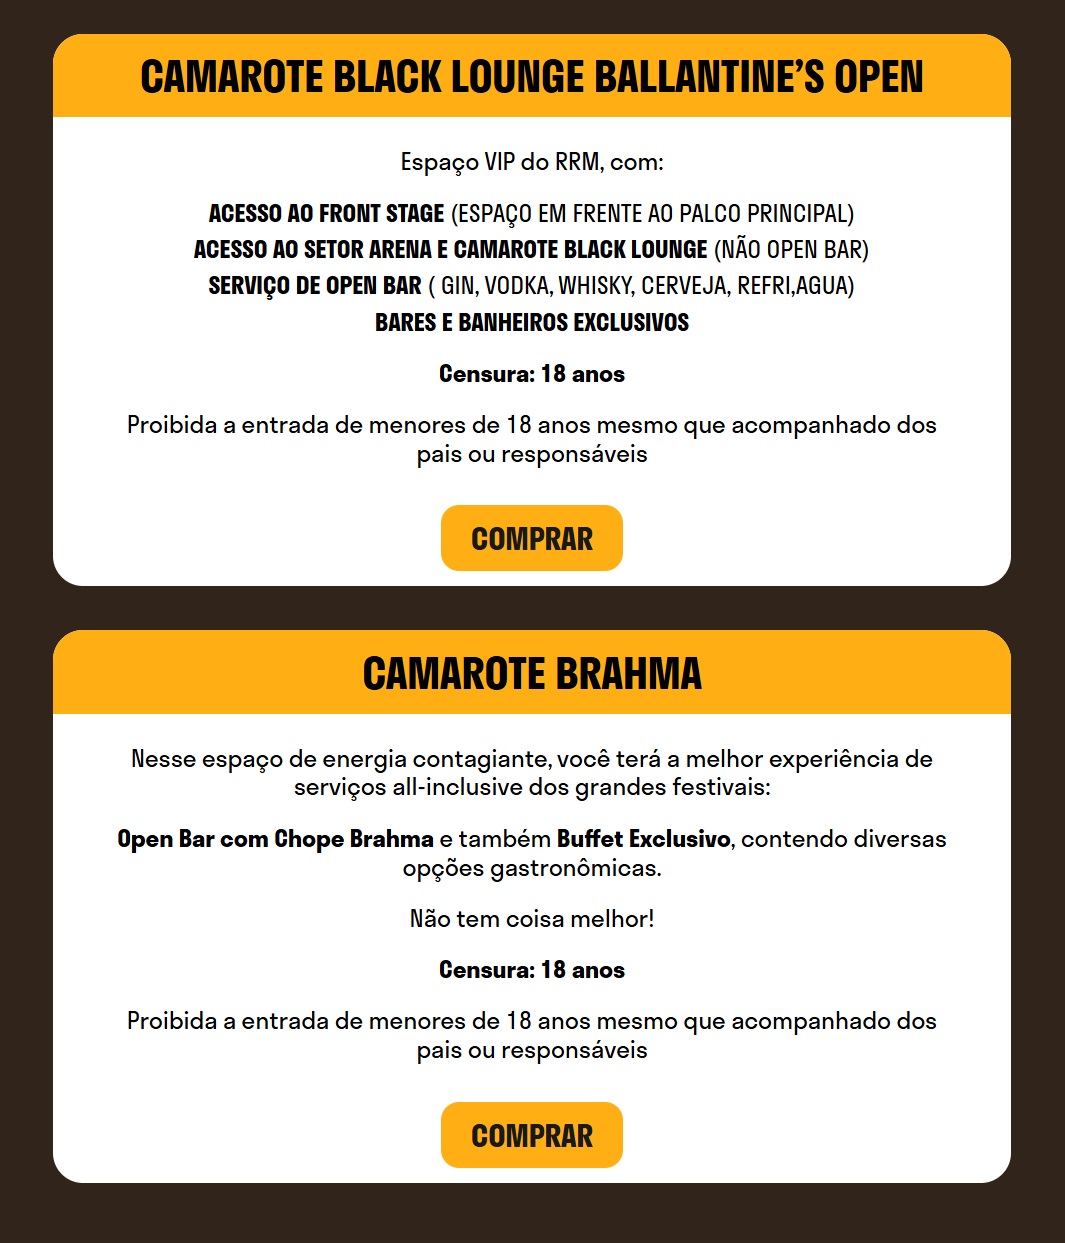 CAMAROTE BLACK LOUNGE BALLANTINE’S OPEN
Espaço VIP do RRM, com:
ACESSO AO FRONT STAGE (ESPAÇO EM FRENTE AO PALCO PRINCIPAL)
ACESSO AO SETOR ARENA E CAMAROTE BLACK LOUNGE (NÃO OPEN BAR)
SERVIÇO DE OPEN BAR ( GIN, VODKA, WHISKY, CERVEJA, REFRI,AGUA)
BARES E BANHEIROS EXCLUSIVOS
Censura: 18 anos
Proibida a entrada de menores de 18 anos mesmo que acompanhado dos
pais ou responsáveis
COMPRAR
CAMAROTE BRAHMA
Nesse espaço de energia contagiante, você terá a melhor experiência de
serviços all-inclusive dos grandes festivais:
Open Bar com Chope Brahma e também Buffet Exclusivo, contendo diversas
opções gastronômicas.
Não tem coisa melhor!
Censura: 18 anos
Proibida a entrada de menores de 18 anos mesmo que acompanhado dos
pais ou responsáveis
COMPRAR